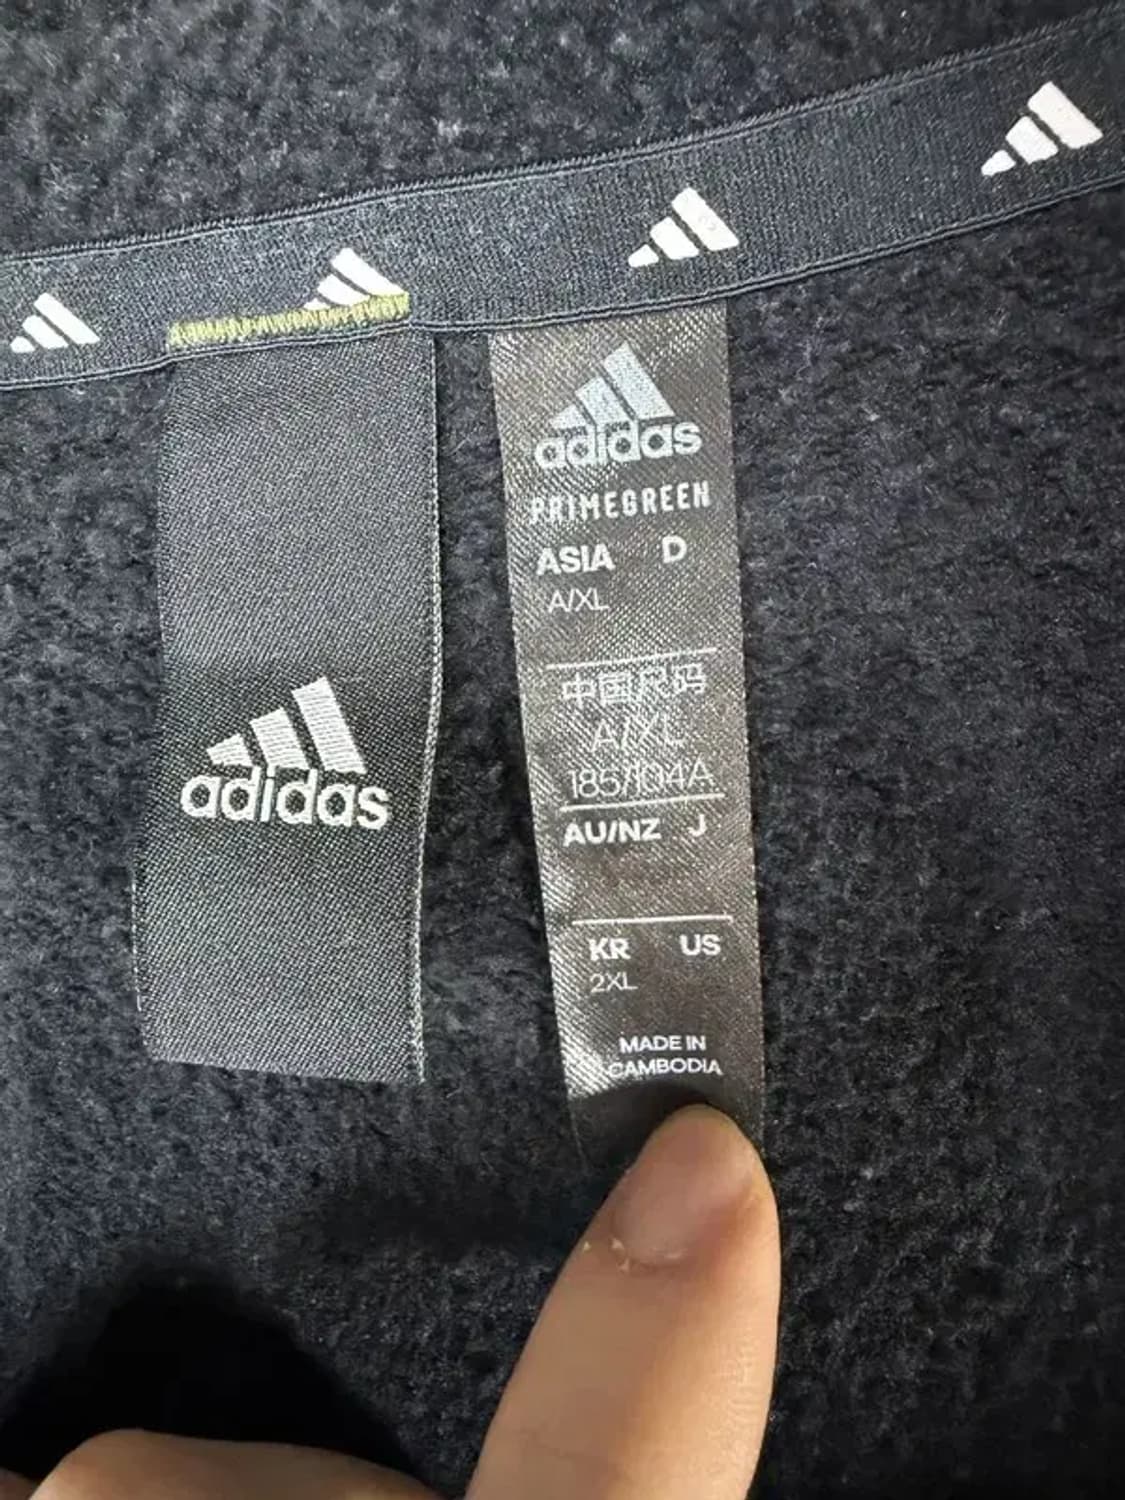 adidas
adidas
PRIMEGREEN
ASIA D
A/XL
中国尺码
A/XL
185/104A
AU/NZ J
KR US
2XL
MADE IN
CAMBODIA